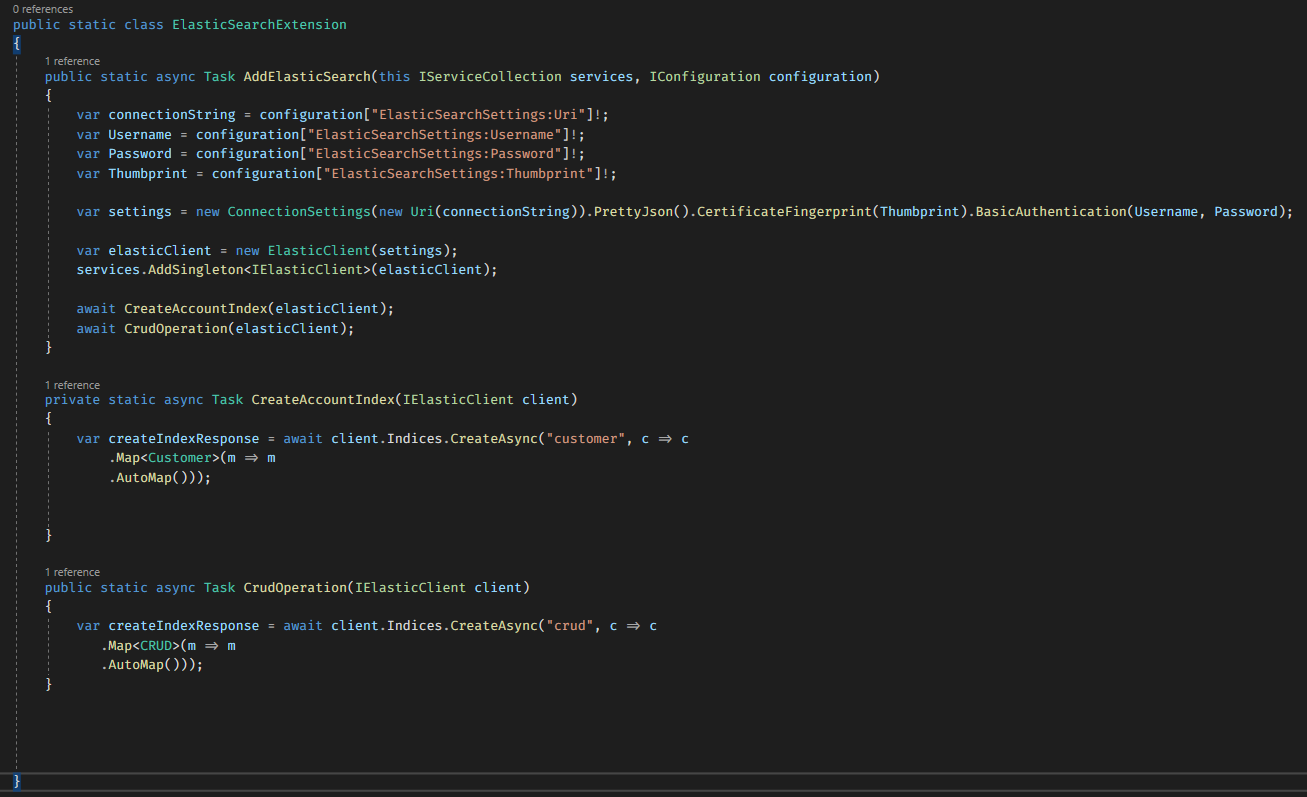 0 references
public static class ElasticSearchExtension
{
1 reference
public static async Task AddElasticSearch(this IServiceCollection services, IConfiguration configuration)
{
var connectionString = configuration["ElasticSearchSettings:Uri"]!;
var Username = configuration["ElasticSearchSettings:Username"]!;
var Password = configuration["ElasticSearchSettings:Password"]!;
var Thumbprint = configuration["ElasticSearchSettings:Thumbprint"]!;
var settings = new ConnectionSettings(new Uri(connectionString)).PrettyJson().CertificateFingerprint(Thumbprint).BasicAuthentication(Username, Password);
var elasticClient = new ElasticClient(settings);
services.AddSingleton<IElasticClient>(elasticClient);
await CreateAccountIndex(elasticClient);
await CrudOperation(elasticClient);
}
1 reference
private static async Task CreateAccountIndex(IElasticClient client)
{
var createIndexResponse = await client.Indices.CreateAsync("customer", c => c
.Map<Customer>(m => m
.AutoMap()));
}
1 reference
public static async Task CrudOperation(IElasticClient client)
{
var createIndexResponse = await client.Indices.CreateAsync("crud", c => c
.Map<CRUD>(m => m
.AutoMap()));
}
}